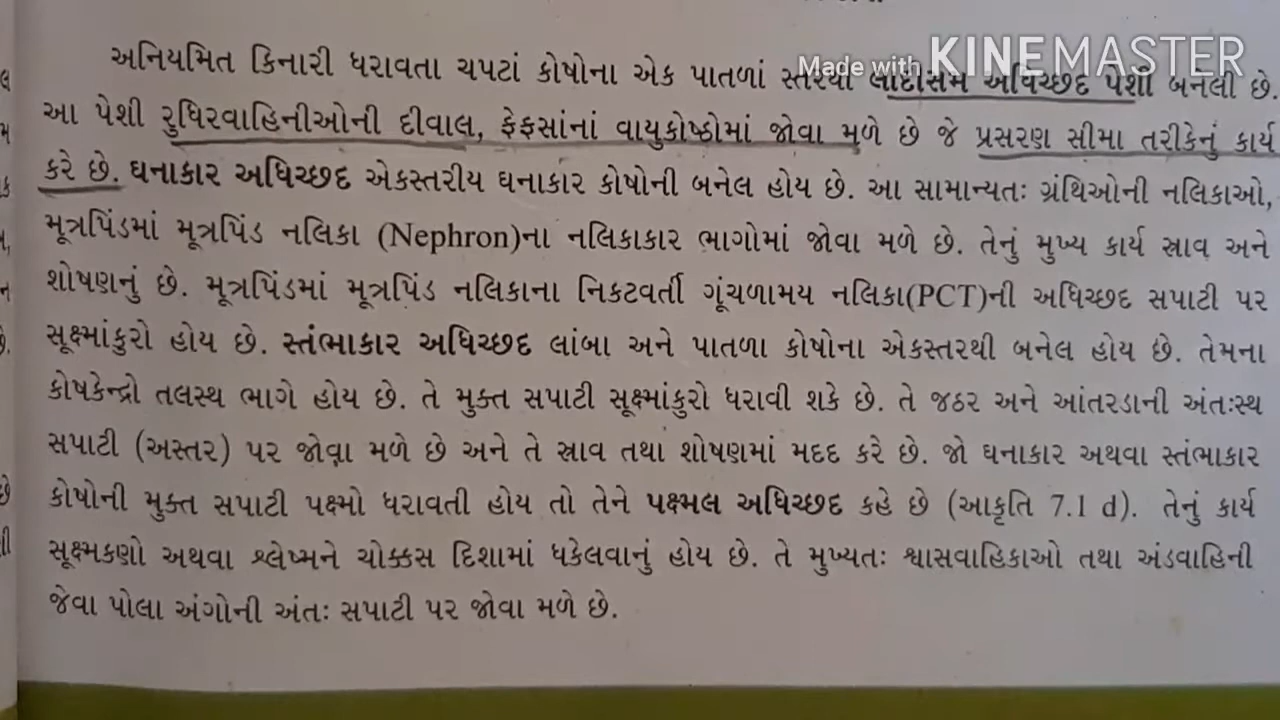 Made with KINEMASTER
અનિયમિત કિનારી ધરાવતા ચપટાં કોષોના એક પાતળાં સ્તરથી લાદીસમ અધિચ્છદ પેશી બનેલી છે.
આ પેશી રુધિરવાહિનીઓની દીવાલ, ફેફસાંનાં વાયુકોષ્ઠોમાં જોવા મળે છે જે પ્રસરણ સીમા તરીકેનું કાર્ય
કરે છે. ઘનાકાર અધિચ્છદ એકસ્તરીય ઘનાકાર કોષોની બનેલ હોય છે. આ સામાન્યતઃ ગ્રંથિઓની નલિકાઓ,
મૂત્રપિંડમાં મૂત્રપિંડ નલિકા (Nephron)ના નલિકાકાર ભાગોમાં જોવા મળે છે. તેનું મુખ્ય કાર્ય સ્રાવ અને
શોષણનું છે. મૂત્રપિંડમાં મૂત્રપિંડ નલિકાના નિકટવર્તી ગૂંચળામય નલિકા(PCT)ની અધિચ્છદ સપાટી પર
સૂક્ષ્માંકુરો હોય છે. સ્તંભાકાર અધિચ્છદ લાંબા અને પાતળા કોષોના એકસ્તરથી બનેલ હોય છે. તેમના
કોષકેન્દ્રો તલસ્થ ભાગે હોય છે. તે મુક્ત સપાટી સૂક્ષ્માંકુરો ધરાવી શકે છે. તે જઠર અને આંતરડાની અંતઃસ્થ
સપાટી (અસ્તર) પર જોવા મળે છે અને તે સ્રાવ તથા શોષણમાં મદદ કરે છે. જો ઘનાકાર અથવા સ્તંભાકાર
કોષોની મુક્ત સપાટી પક્ષ્મો ધરાવતી હોય તો તેને પક્ષ્મલ અધિચ્છદ કહે છે (આકૃતિ 7.1 d). તેનું કાર્ય
સૂક્ષ્મકણો અથવા શ્લેષ્મને ચોક્કસ દિશામાં ધકેલવાનું હોય છે. તે મુખ્યતઃ શ્વાસવાહિકાઓ તથા અંડવાહિની
જેવા પોલા અંગોની અંતઃ સપાટી પર જોવા મળે છે.